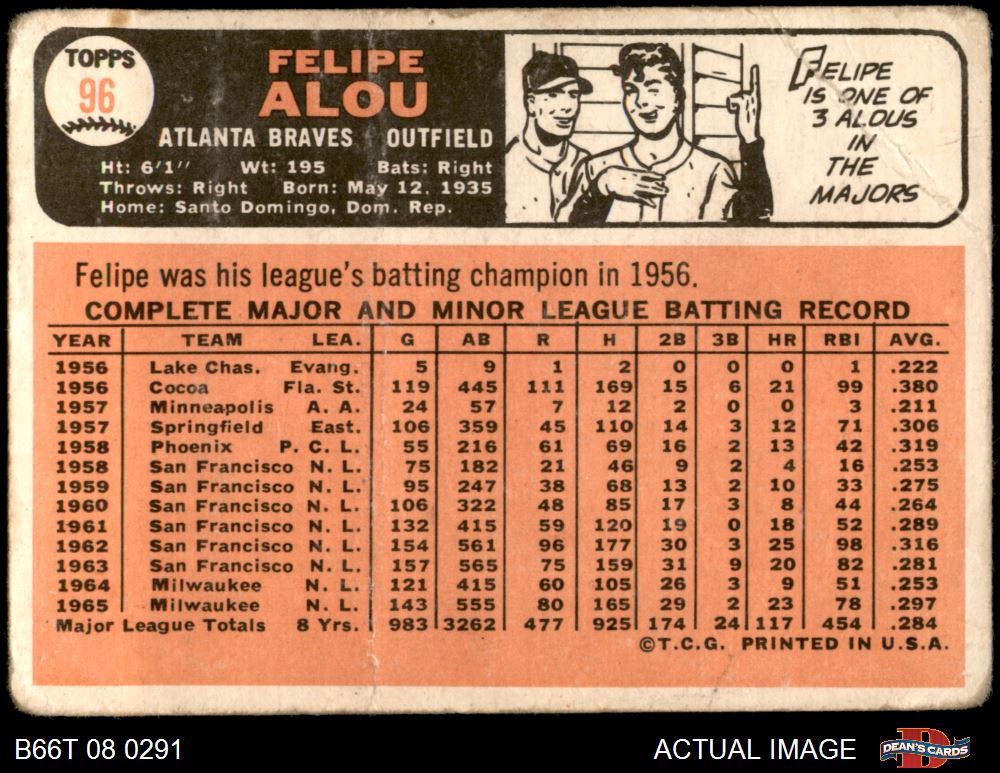 TOPPS
96
FELIPE
ALOU
ATLANTA BRAVES OUTFIELD
Ht: 6'1" Wt: 195 Bats: Right
Throws: Right Born: May 12, 1935
Home: Santo Domingo, Dom. Rep.
FELIPE
IS ONE OF
3 ALOUS
IN
THE
MAJORS
Felipe was his league's batting champion in 1956.
COMPLETE MAJOR AND MINOR LEAGUE BATTING RECORD
YEAR TEAM LEA. G AB R H 2B 3B HR RBI AVG.
1956 Lake Chas. Evang. 5 9 1 2 0 0 0 1 .222
1956 Cocoa Fla. St. 119 445 111 169 15 6 21 99 .380
1957 Minneapolis A. A. 24 57 7 12 2 0 0 3 .211
1957 Springfield East. 106 359 45 110 14 3 12 71 .306
1958 Phoenix P. C. L. 55 216 61 69 16 2 13 42 .319
1958 San Francisco N. L. 75 182 21 46 9 2 4 16 .253
1959 San Francisco N. L. 95 247 38 68 13 2 10 33 .275
1960 San Francisco N. L. 106 322 48 85 17 3 8 44 .264
1961 San Francisco N. L. 132 415 59 120 19 0 18 52 .289
1962 San Francisco N. L. 154 561 96 177 30 3 25 98 .316
1963 San Francisco N. L. 157 565 75 159 31 9 20 82 .281
1964 Milwaukee N. L. 121 415 60 105 26 3 9 51 .253
1965 Milwaukee N. L. 143 555 80 165 29 2 23 78 .297
Major League Totals 8 Yrs. 983 3262 477 925 174 24 117 454 .284
©T.C.G. PRINTED IN U.S.A.
B66T 08 0291 ACTUAL IMAGE DEAN'S CARDS